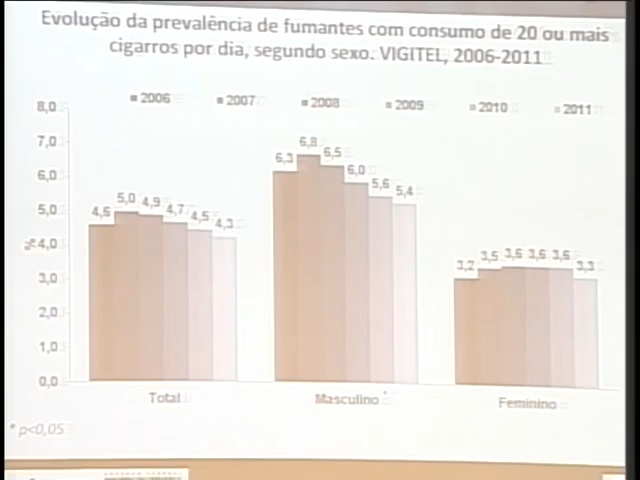 Evolução da prevalência de fumantes com consumo de 20 ou mais
cigarros por dia, segundo sexo. VIGITEL, 2006-2011
2006 2007 2008 2009 2010 2011
8,0
7,0
6,0
5,0
4,0
3,0
2,0
1,0
0,0
%
4,6 5,0 4,9 4,7 4,5 4,3
6,3 6,8 6,5 6,0 5,6 5,4
3,2 3,5 3,6 3,6 3,6 3,3
Total Masculino * Feminino
* p<0,05